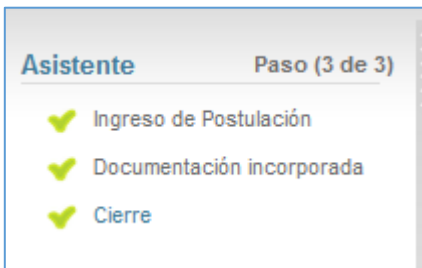 Asistente Paso (3 de 3)
Ingreso de Postulación
Documentación incorporada
Cierre